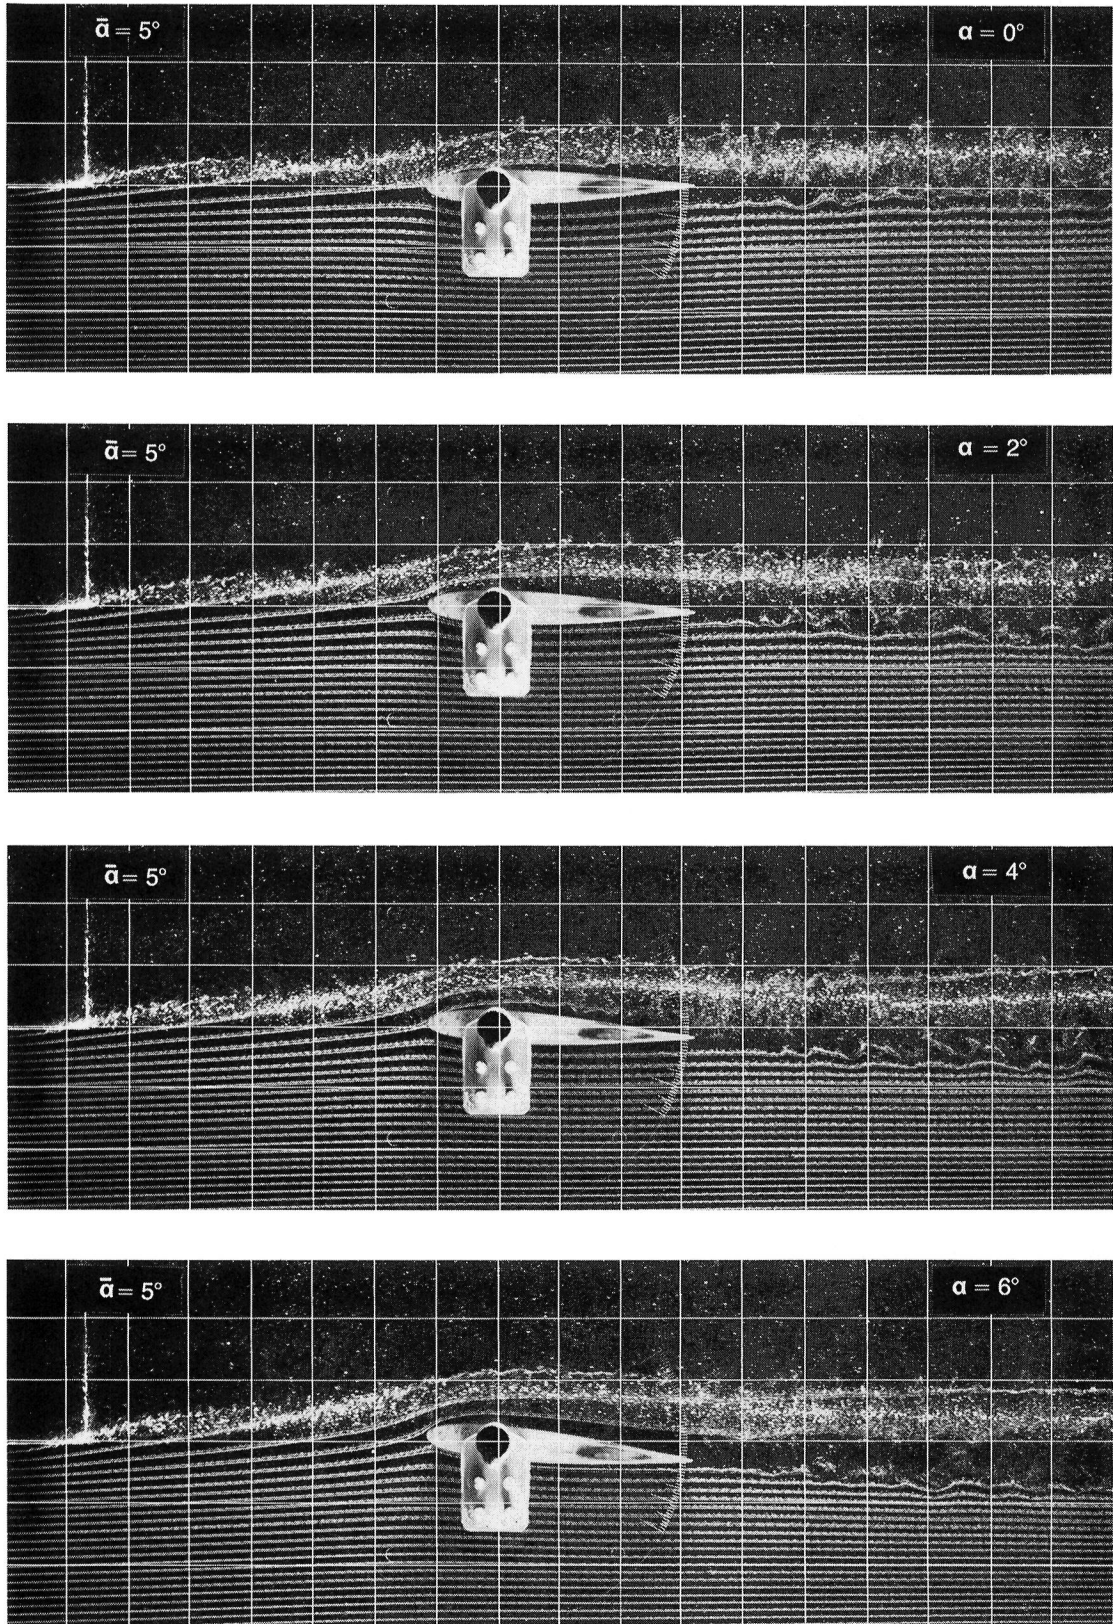 ᾱ = 5° α = 0°
ᾱ = 5° α = 2°
ᾱ = 5° α = 4°
ᾱ = 5° α = 6°